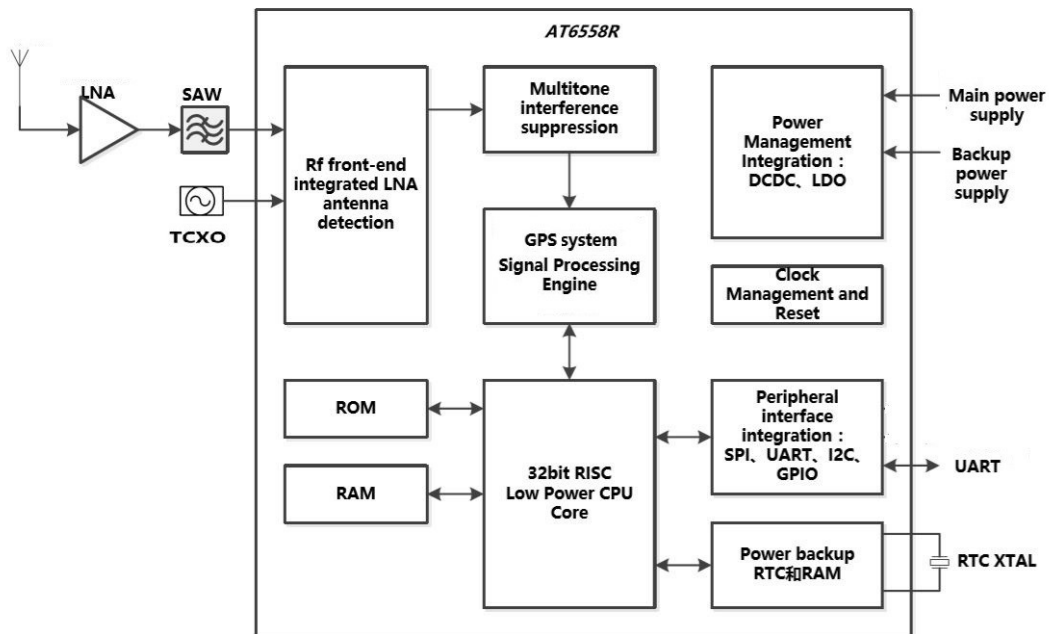 AT6558R
LNA
SAW
TCXO
Rf front-end
integrated LNA
antenna
detection
Multitone
interference
suppression
GPS system
Signal Processing
Engine
Power
Management
Integration：
DCDC、LDO
Main power
supply
Backup
power
supply
Clock
Management and
Reset
ROM
RAM
32bit RISC
Low Power CPU
Core
Peripheral
interface
integration：
SPI、UART、I2C、
GPIO
UART
Power backup
RTC和RAM
RTC XTAL